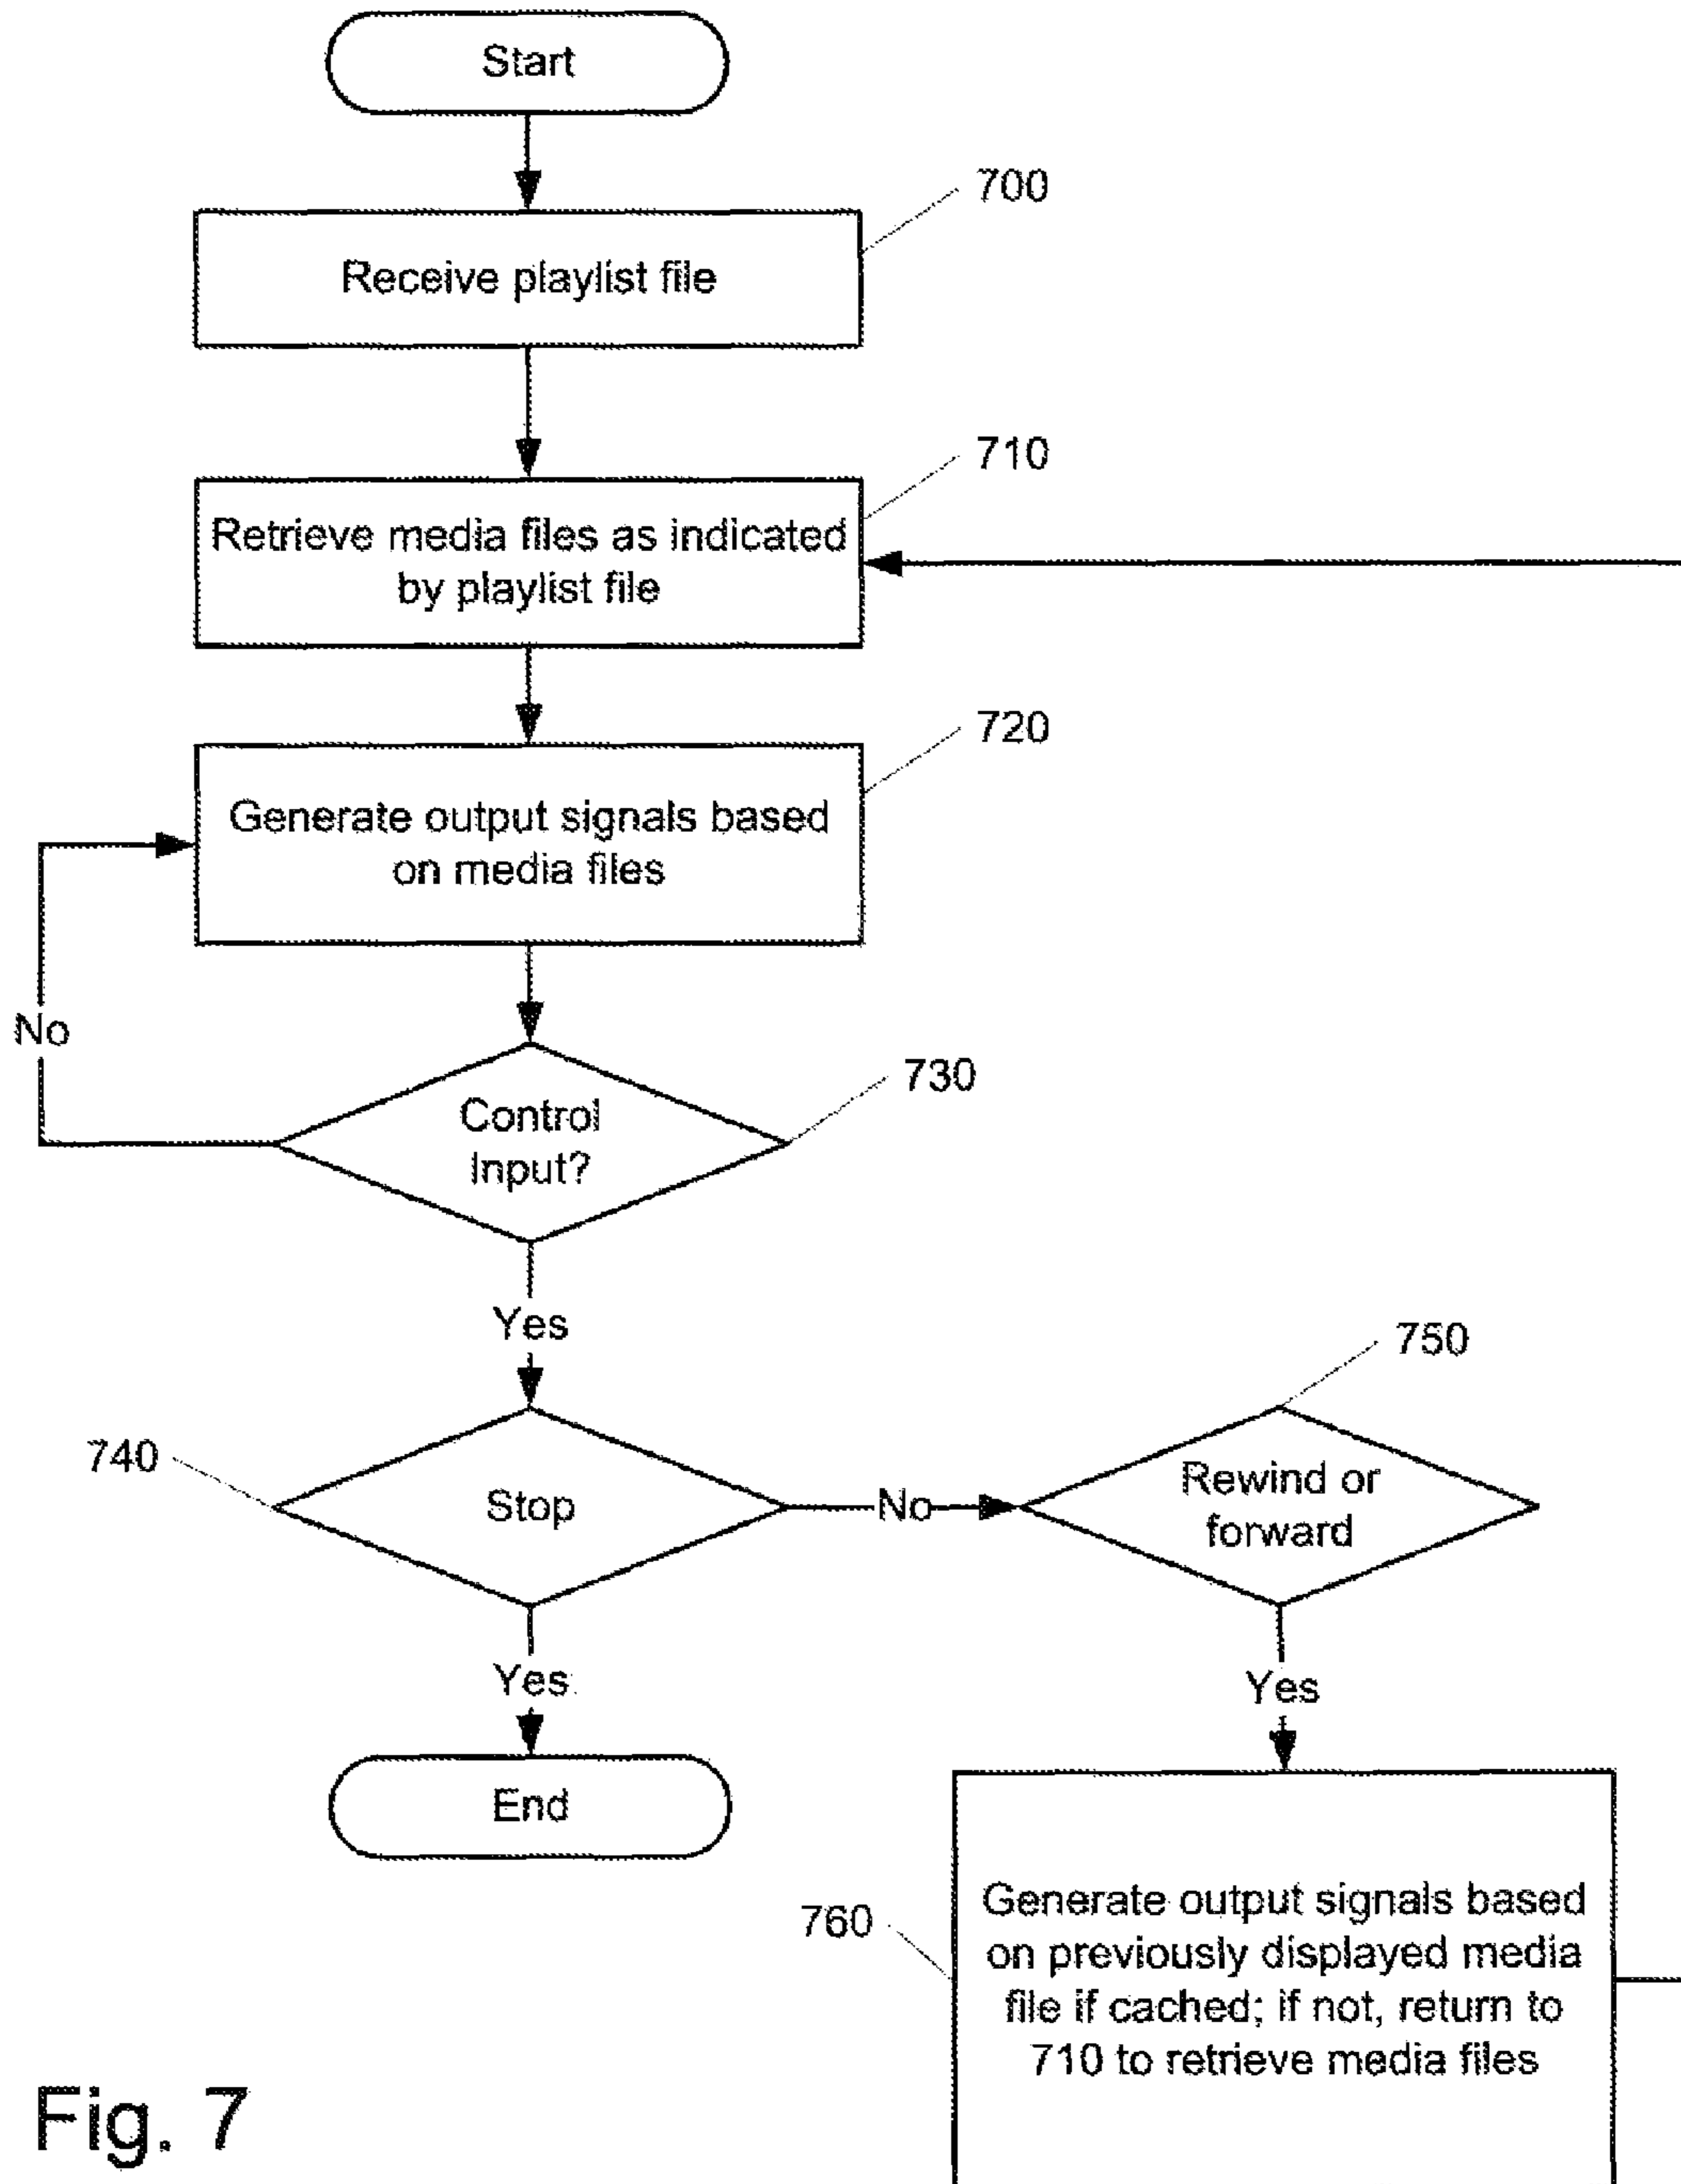 Start
700
Receive playlist file
710
Retrieve media files as indicated
by playlist file
720
Generate output signals based
on media files
No
730
Control
Input?
Yes
750
740
Stop
No
Rewind or
forward
Yes
Yes
End
760
Generate output signals based
on previously displayed media
file if cached; if not, return to
710 to retrieve media files
Fig. 7